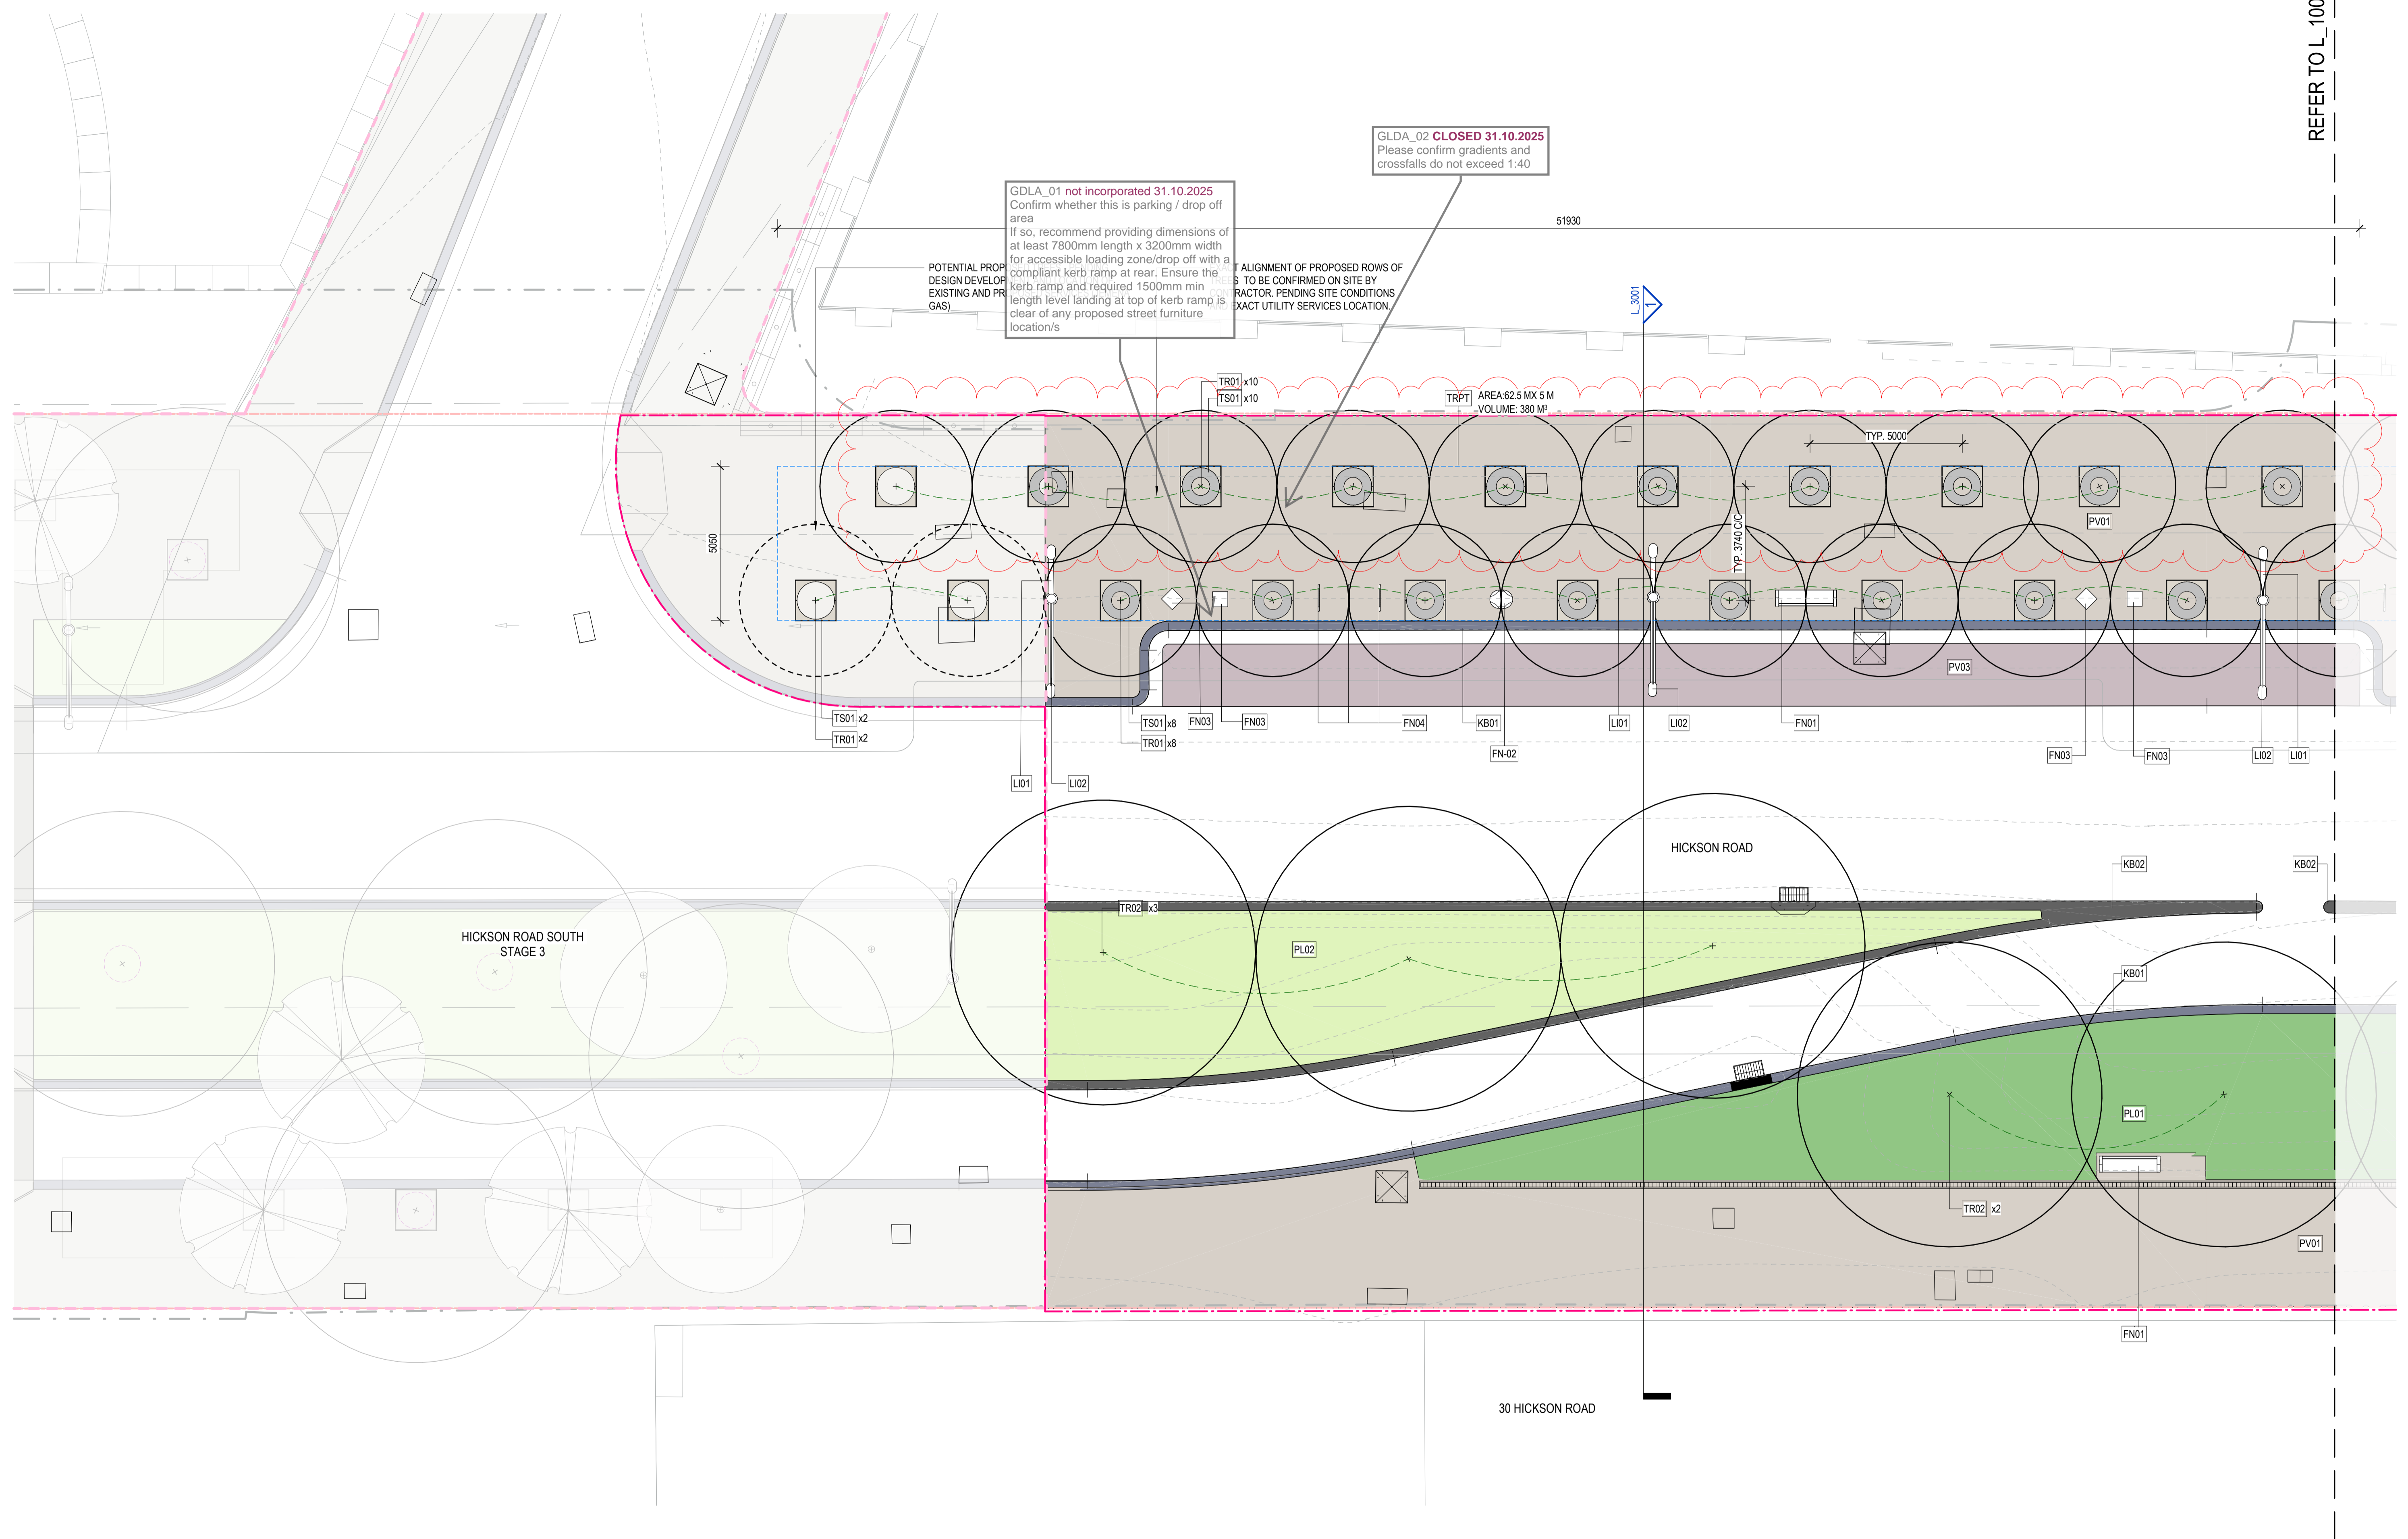 REFER TO L_100
GLDA_02 CLOSED 31.10.2025
Please confirm gradients and
crossfalls do not exceed 1:40
GDLA_01 not incorporated 31.10.2025
Confirm whether this is parking / drop off
area
If so, recommend providing dimensions of
at least 7800mm length x 3200mm width
for accessible loading zone/drop off with a
compliant kerb ramp at rear. Ensure the
kerb ramp and required 1500mm min
length level landing at top of kerb ramp is
clear of any proposed street furniture
location/s
51930
POTENTIAL PROP
DESIGN DEVELOP
EXISTING AND PR
GAS)
T ALIGNMENT OF PROPOSED ROWS OF
TREES TO BE CONFIRMED ON SITE BY
CONTRACTOR. PENDING SITE CONDITIONS
AND EXACT UTILITY SERVICES LOCATION.
L_3001
1
TR01 x10
TS01 x10
TRPT
AREA:62.5 MX 5 M
VOLUME: 380 M³
TYP. 5000
5050
TYP. 3740 C/C
PV01
PV03
TS01 x2
TR01 x2
TS01 x8
TR01 x8
FN03
FN03
FN04
KB01
FN-02
LI01
LI02
FN01
FN03
FN03
LI02
LI01
LI01
LI02
HICKSON ROAD
KB02
KB02
TR02 x3
HICKSON ROAD SOUTH
STAGE 3
PL02
KB01
PL01
TR02 x2
PV01
FN01
30 HICKSON ROAD